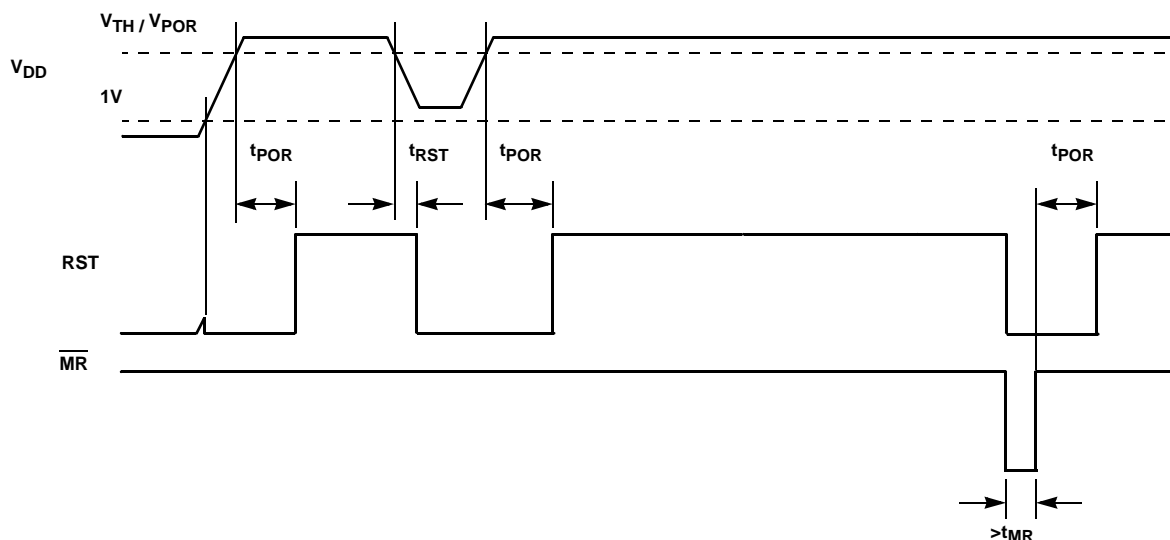 VTH / VPOR
VDD
1V
tPOR
tRST
tPOR
tPOR
RST
MR
>tMR